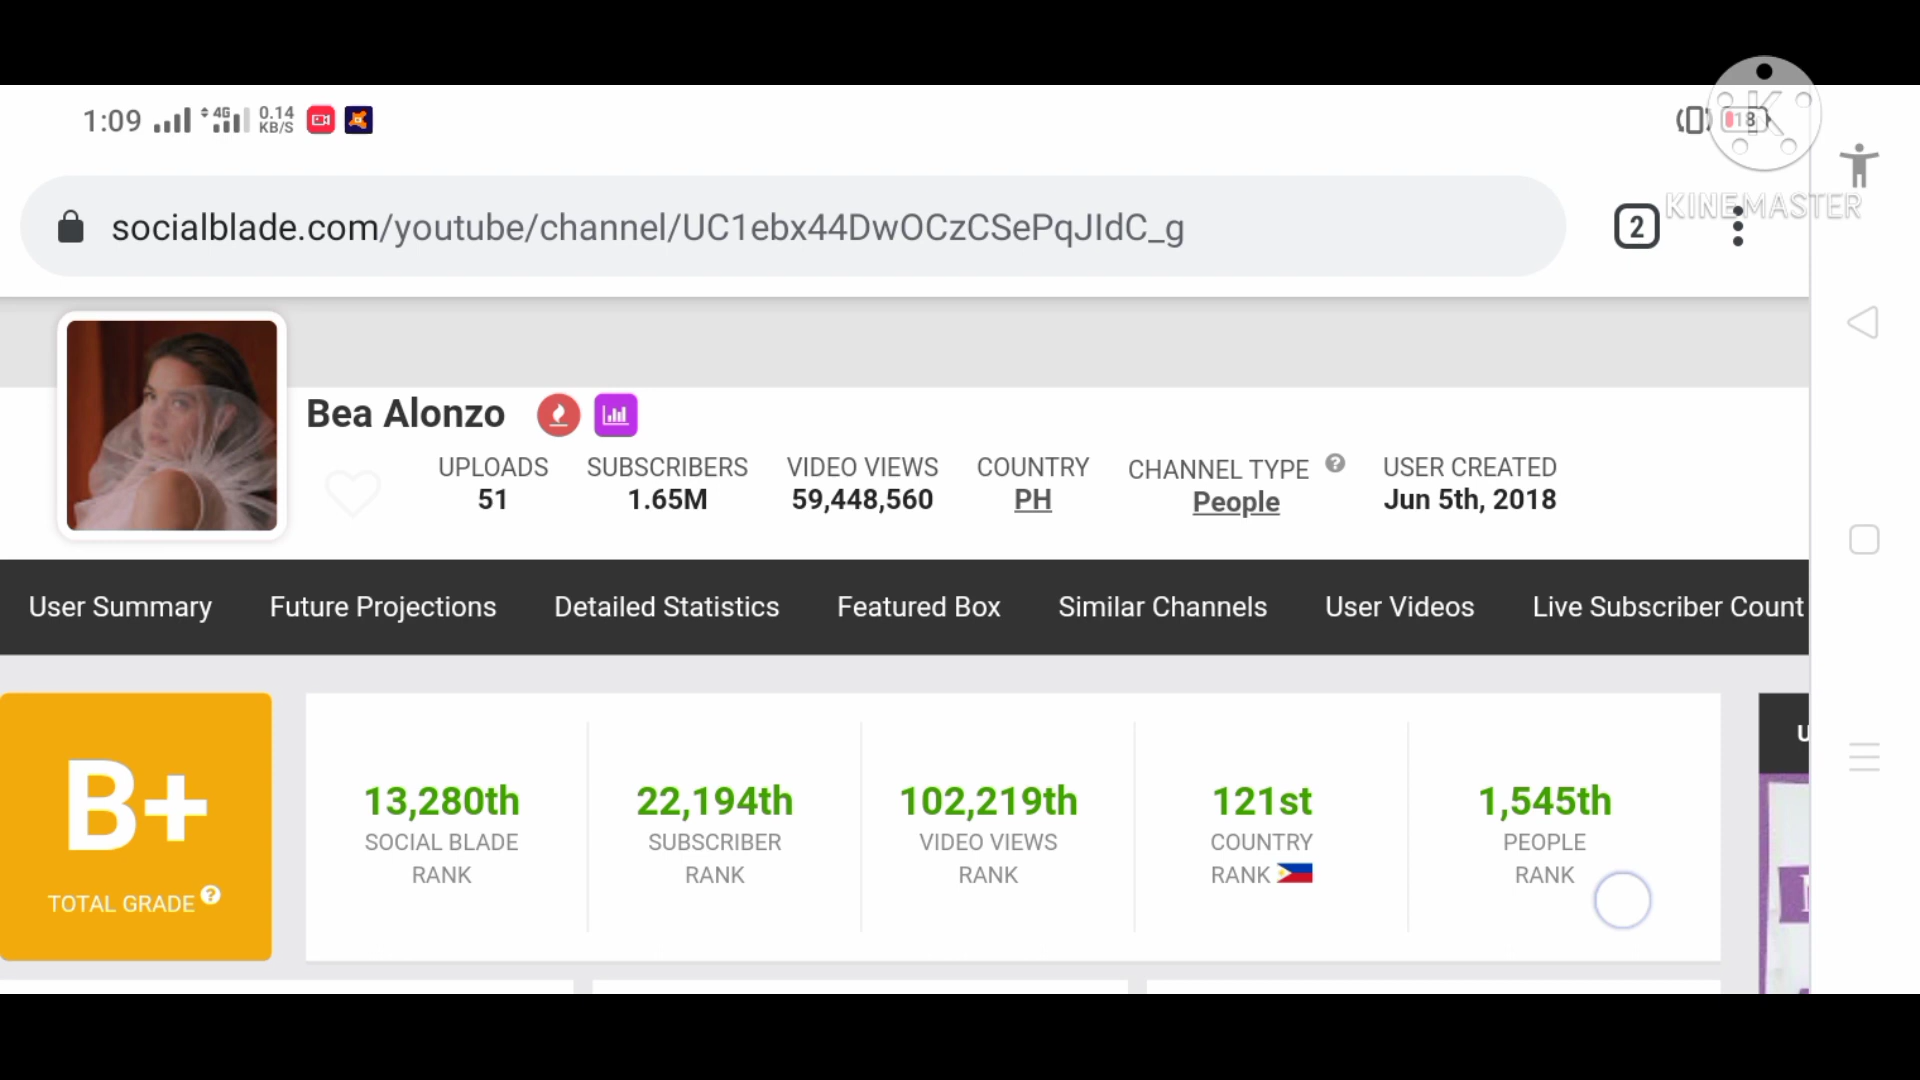 1:09 4G 0.14 KB/S 18
KINEMASTER
socialblade.com/youtube/channel/UC1ebx44DwOCzCSePqJIdC_g 2
Bea Alonzo
UPLOADS SUBSCRIBERS VIDEO VIEWS COUNTRY CHANNEL TYPE ? USER CREATED
51 1.65M 59,448,560 PH People Jun 5th, 2018
User Summary Future Projections Detailed Statistics Featured Box Similar Channels User Videos Live Subscriber Count
B+
TOTAL GRADE ?
13,280th 22,194th 102,219th 121st 1,545th
SOCIAL BLADE SUBSCRIBER VIDEO VIEWS COUNTRY PEOPLE
RANK RANK RANK RANK RANK